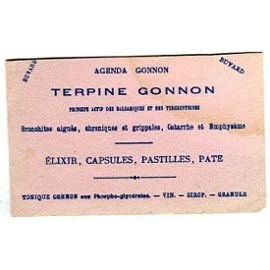 BUVARD
BUVARD
AGENDA GONNON
TERPINE GONNON
PRINCIPE ACTIF DES BALSAMIQUES ET DES TEREBENTHINES
Bronchites aiguës, chroniques et grippales, Catarrhe et Emphysème
ÉLIXIR, CAPSULES, PASTILLES, PATE
TONIQUE GONNON aux Phospho-glycérates. — VIN. — SIROP. — GRANULE